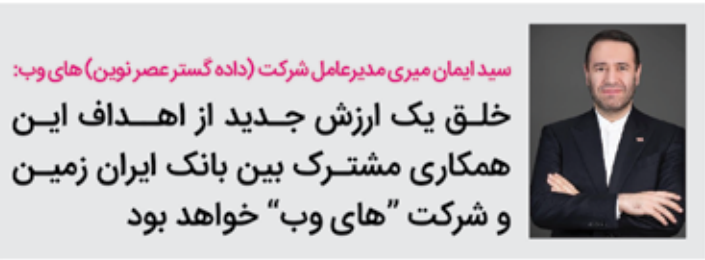 سید ایمان میری مدیرعامل شرکت (داده گستر عصر نوین) های وب:
خلق یک ارزش جدید از اهداف این
همکاری مشترک بین بانک ایران زمین
و شرکت ”های وب“ خواهد بود